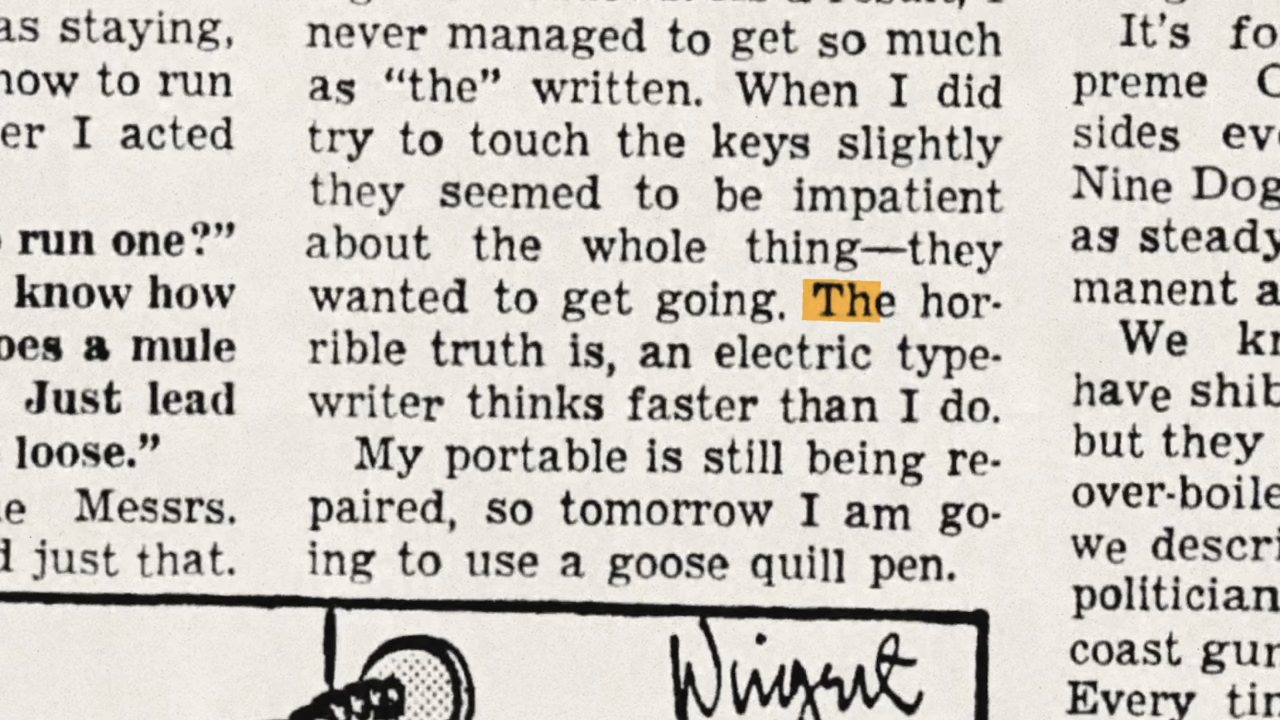 as staying,
how to run
er I acted
run one?”
know how
oes a mule
Just lead
loose.”
Messrs.
just that.
never managed to get so much
as “the” written. When I did
try to touch the keys slightly
they seemed to be impatient
about the whole thing—they
wanted to get going. The hor-
rible truth is, an electric type-
writer thinks faster than I do.
My portable is still being re-
paired, so tomorrow I am go-
ing to use a goose quill pen.
It’s fo
preme C
sides ev
Nine Dog
as steady
manent a
We kn
have shib
but they
over-boile
we descri
politician
coast gun
Every tin
Wingert